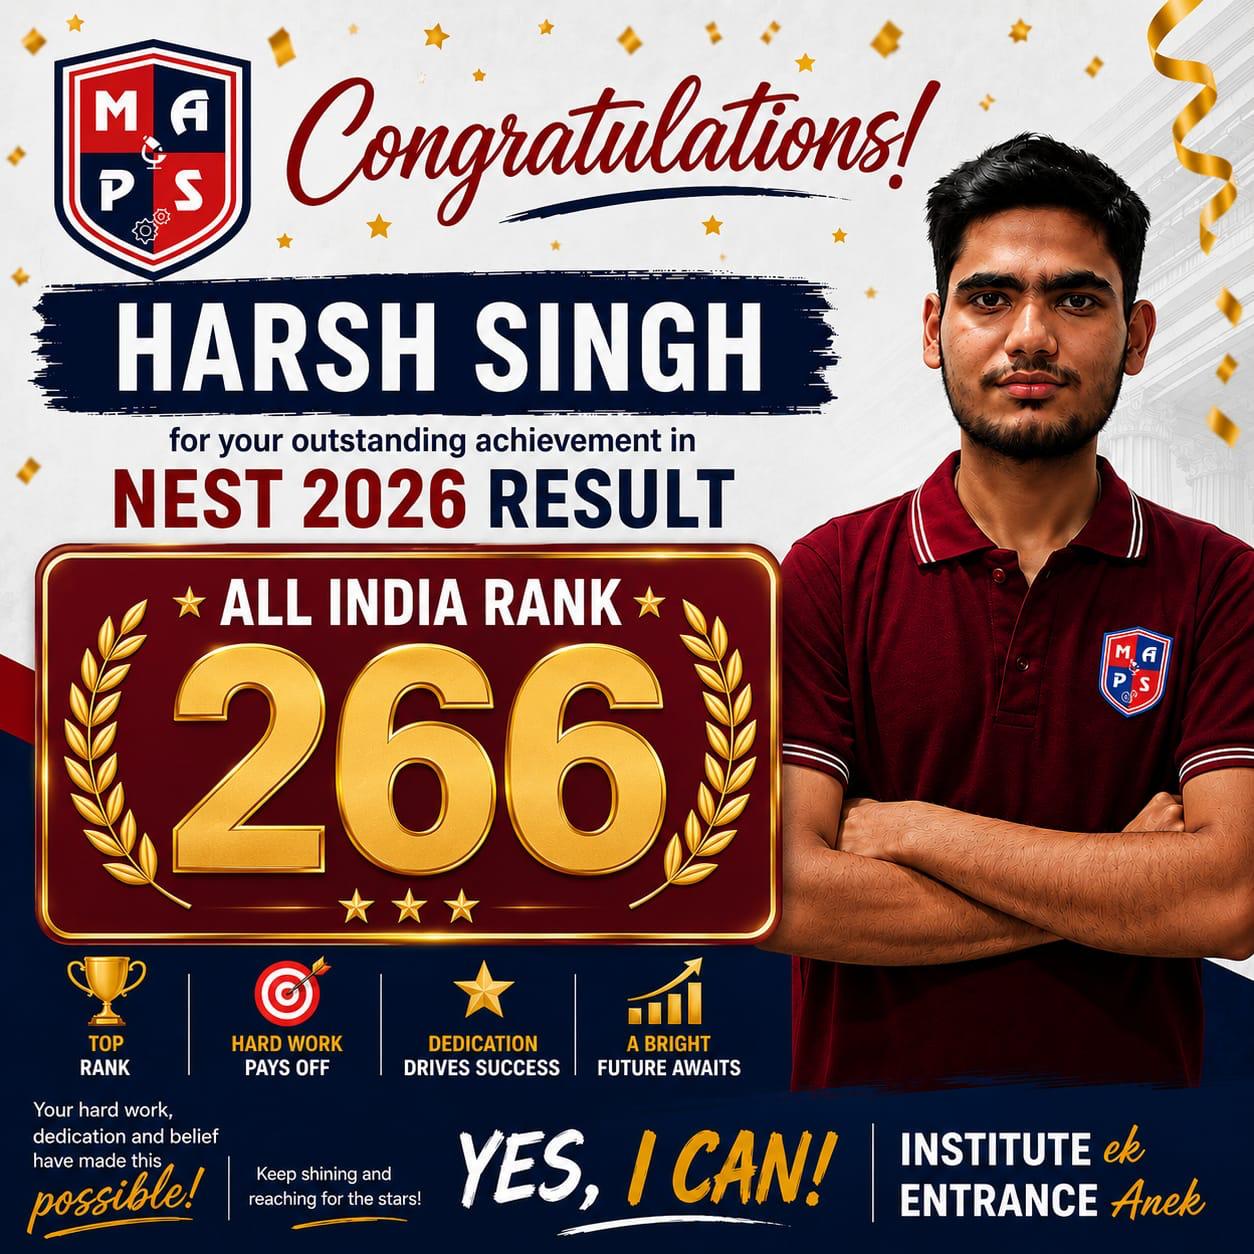 M A
P S
Congratulations!
HARSH SINGH
for your outstanding achievement in
NEST 2026 RESULT
ALL INDIA RANK
266
M A
P S
TOP
RANK
HARD WORK
PAYS OFF
DEDICATION
DRIVES SUCCESS
A BRIGHT
FUTURE AWAITS
Your hard work,
dedication and belief
have made this
possible!
Keep shining and
reaching for the stars!
YES, I CAN!
INSTITUTE ek
ENTRANCE Anek